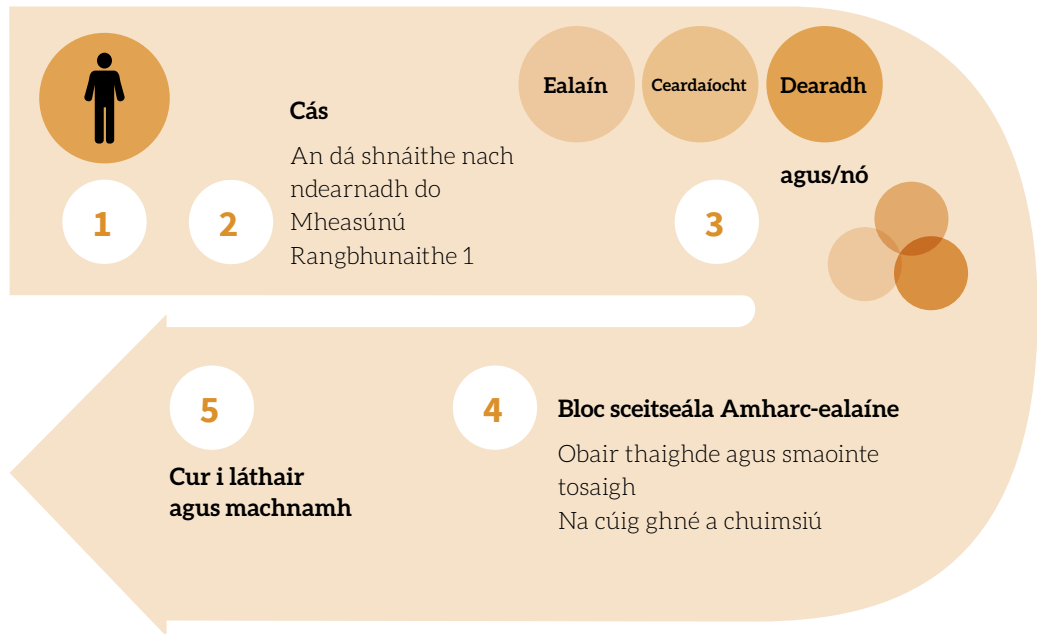 1
2
Cás
An dá shnáithe nach
ndearnadh do
Mheasúnú
Rangbhunaithe 1
3
Ealaín
Ceardaíocht
Dearadh
agus/nó
4
Bloc sceitseála Amharc-ealaíne
Obair thaighde agus smaointe
tosaigh
Na cúig ghné a chuimsiú
5
Cur i láthair
agus machnamh